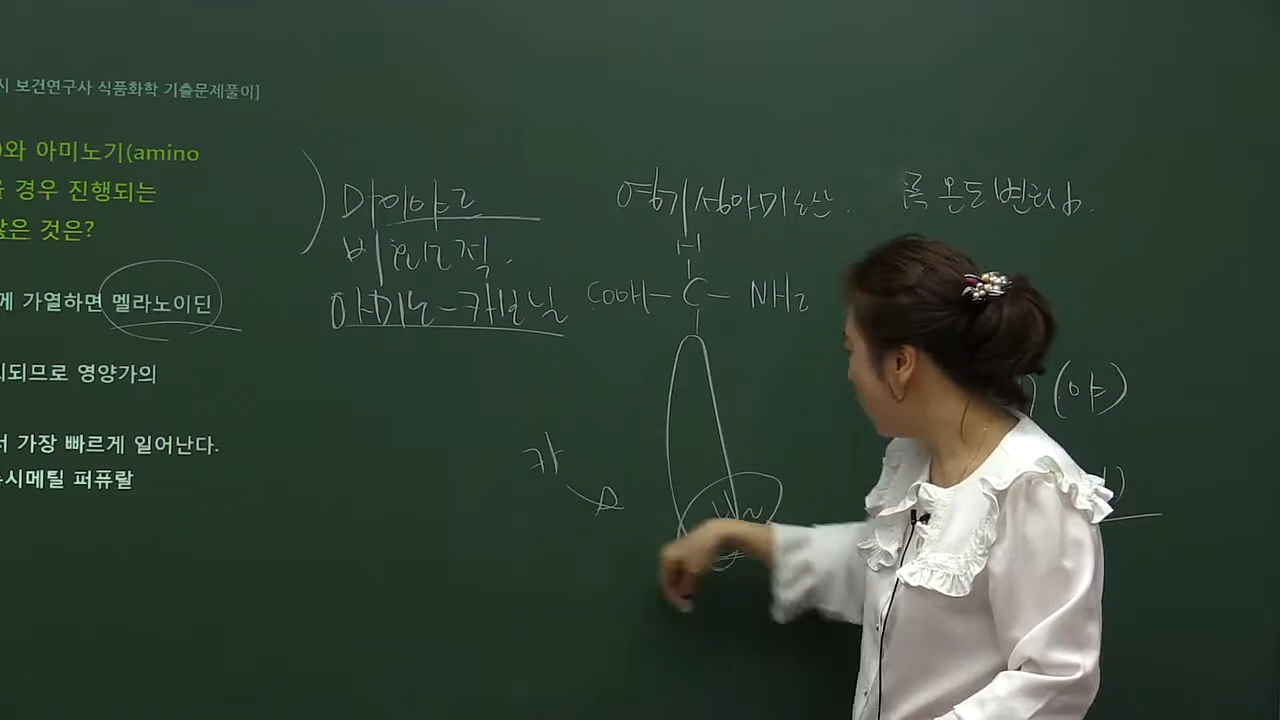 시 보건연구사 식품화학 기출문제풀이]
)와 아미노기(amino
을 경우 진행되는
않은 것은?
께 가열하면 멜라노이딘
되므로 영양가의
서 가장 빠르게 일어난다.
시메틸 퍼퓨랄
마이야르
비효소적.
아미노-카보닐
염기성아미노산.
온도변화
H
COOH-C-NH2
카
(야)